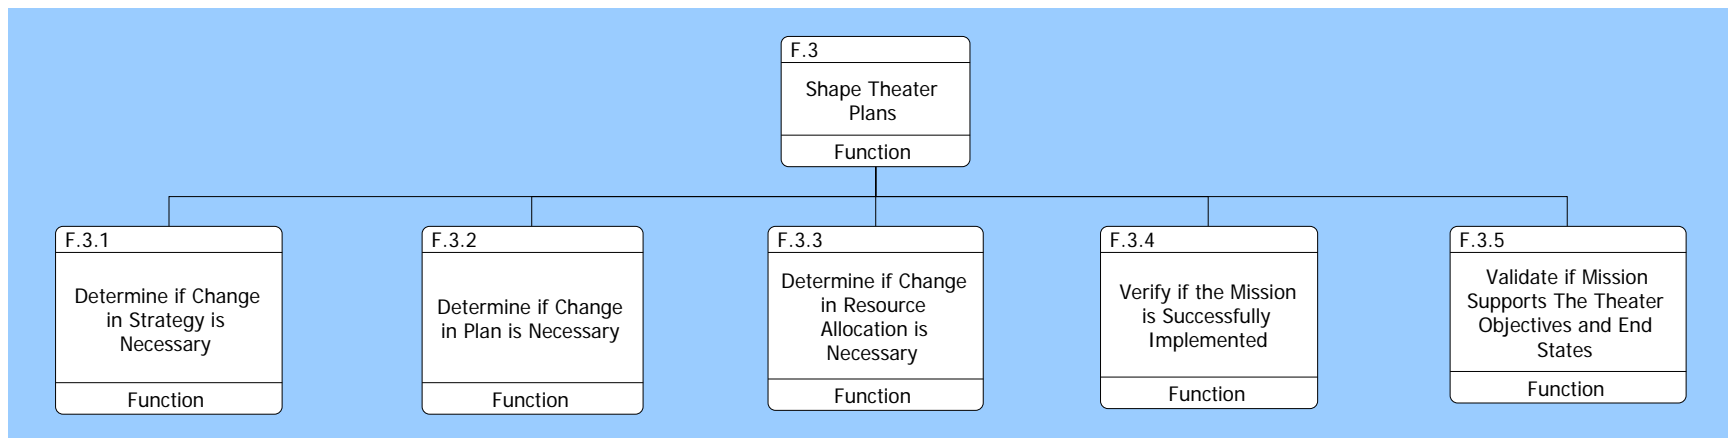 F.3
Shape Theater
Plans
Function
F.3.1
Determine if Change
in Strategy is
Necessary
Function
F.3.2
Determine if Change
in Plan is Necessary
Function
F.3.3
Determine if Change
in Resource
Allocation is
Necessary
Function
F.3.4
Verify if the Mission
is Successfully
Implemented
Function
F.3.5
Validate if Mission
Supports The Theater
Objectives and End
States
Function